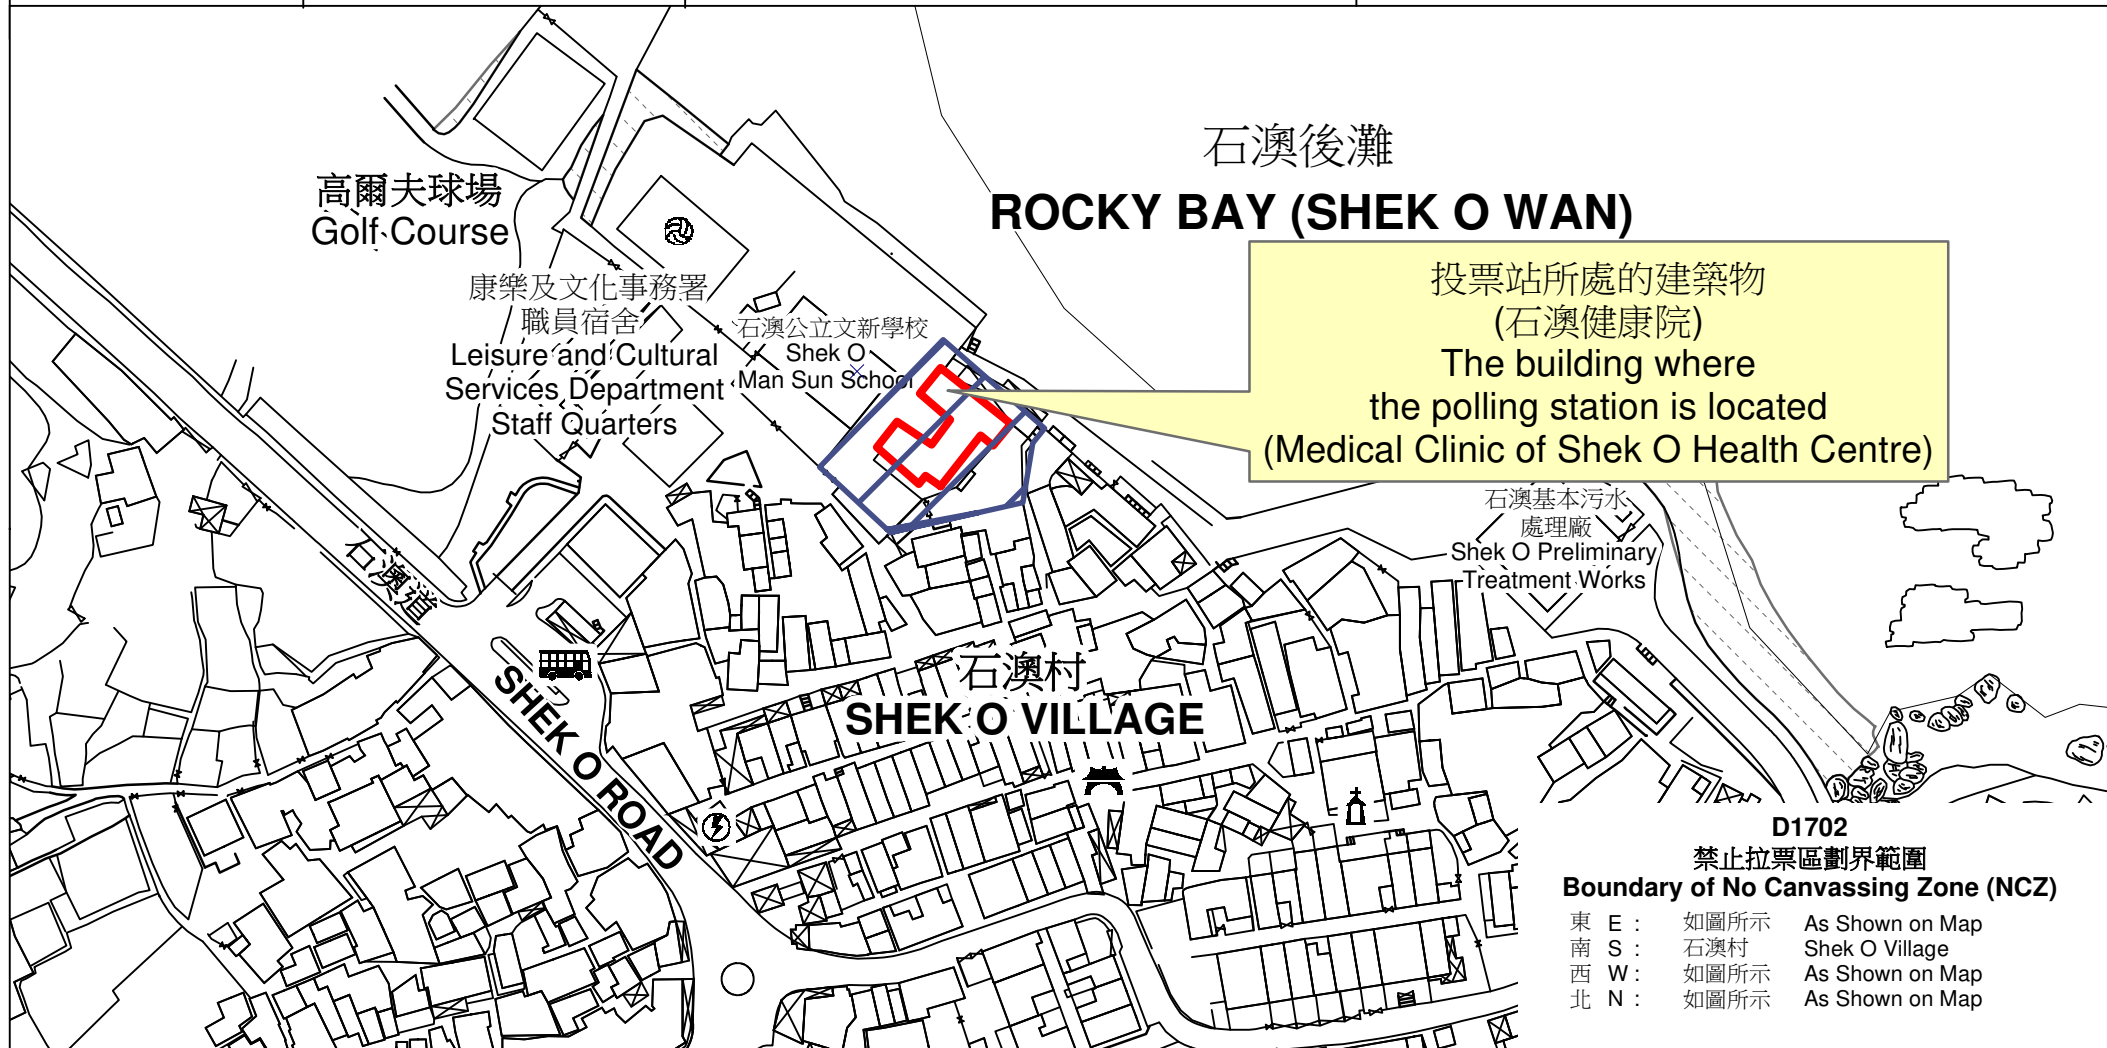 石澳後灘
ROCKY BAY (SHEK O WAN)
高爾夫球場
Golf Course
投票站所處的建築物
(石澳健康院)
The building where
the polling station is located
(Medical Clinic of Shek O Health Centre)
康樂及文化事務署
職員宿舍
Leisure and Cultural
Services Department
Staff Quarters
石澳公立文新學校
Shek O
Man Sun School
石澳基本污水
處理廠
Shek O Preliminary
Treatment Works
石澳道
SHEK O ROAD
石澳村
SHEK O VILLAGE
D1702
禁止拉票區劃界範圍
Boundary of No Canvassing Zone (NCZ)
東 E : 如圖所示 As Shown on Map
南 S : 石澳村 Shek O Village
西 W : 如圖所示 As Shown on Map
北 N : 如圖所示 As Shown on Map